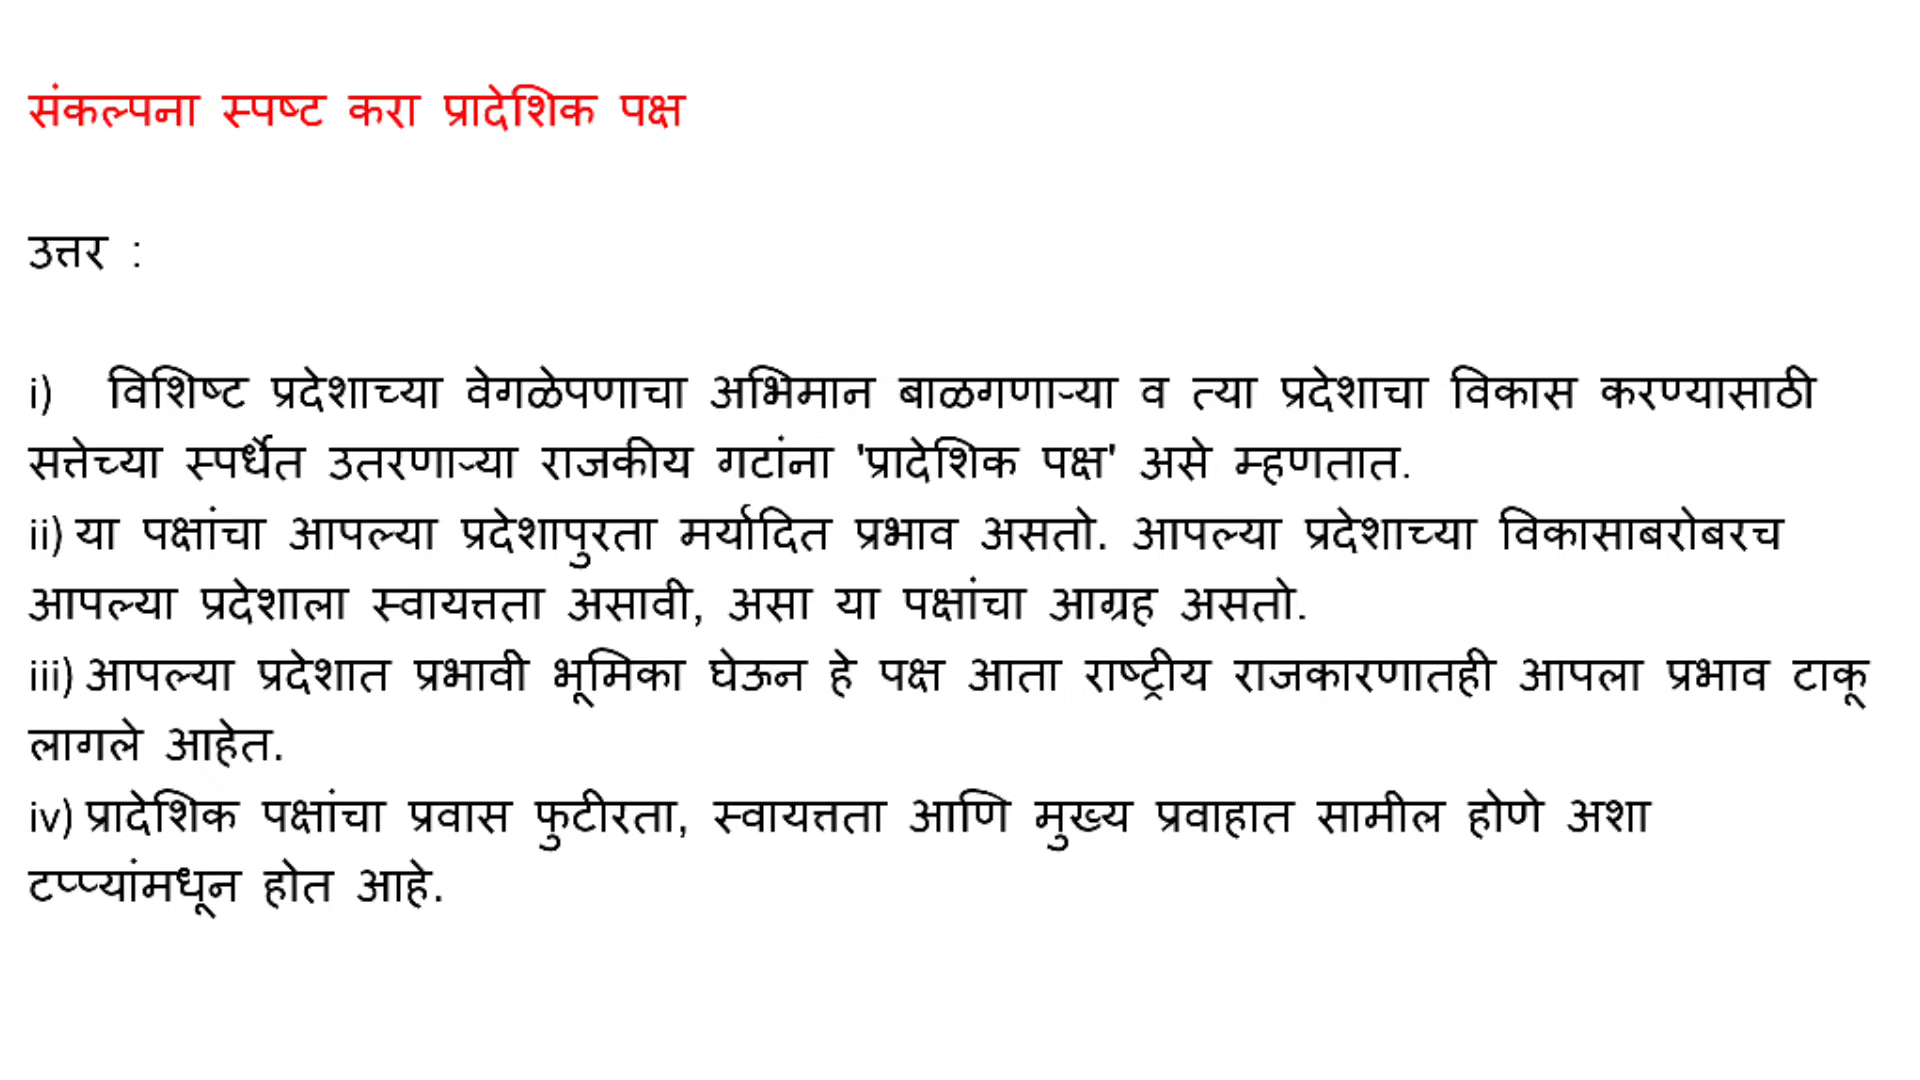 संकल्पना स्पष्ट करा प्रादेशिक पक्ष
उत्तर :
i) विशिष्ट प्रदेशाच्या वेगळेपणाचा अभिमान बाळगणाऱ्या व त्या प्रदेशाचा विकास करण्यासाठी
सत्तेच्या स्पर्धेत उतरणाऱ्या राजकीय गटांना 'प्रादेशिक पक्ष' असे म्हणतात.
ii) या पक्षांचा आपल्या प्रदेशापुरता मर्यादित प्रभाव असतो. आपल्या प्रदेशाच्या विकासाबरोबरच
आपल्या प्रदेशाला स्वायत्तता असावी, असा या पक्षांचा आग्रह असतो.
iii) आपल्या प्रदेशात प्रभावी भूमिका घेऊन हे पक्ष आता राष्ट्रीय राजकारणातही आपला प्रभाव टाकू
लागले आहेत.
iv) प्रादेशिक पक्षांचा प्रवास फुटीरता, स्वायत्तता आणि मुख्य प्रवाहात सामील होणे अशा
टप्प्यांमधून होत आहे.